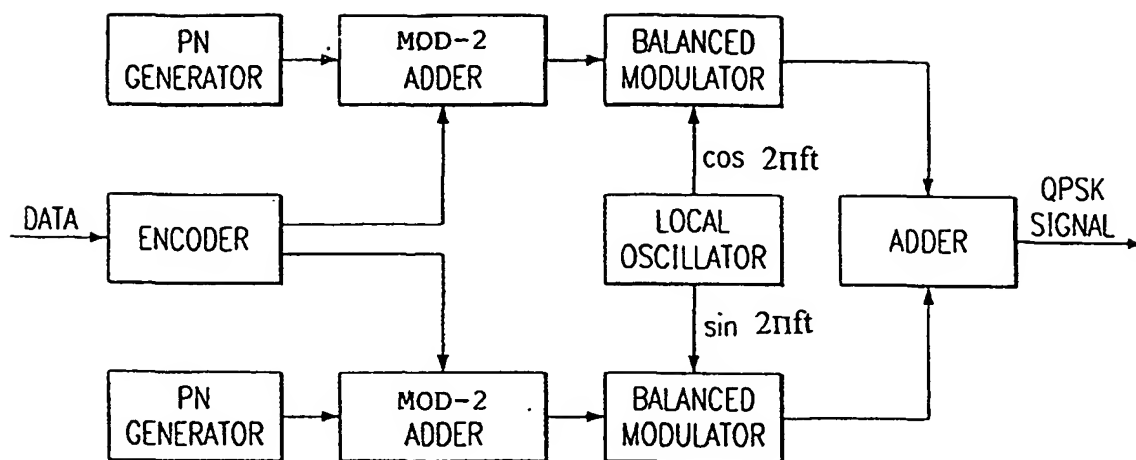 PN
GENERATOR
MOD-2
ADDER
BALANCED
MODULATOR
cos 2πft
DATA
ENCODER
LOCAL
OSCILLATOR
ADDER
QPSK
SIGNAL
sin 2πft
PN
GENERATOR
MOD-2
ADDER
BALANCED
MODULATOR